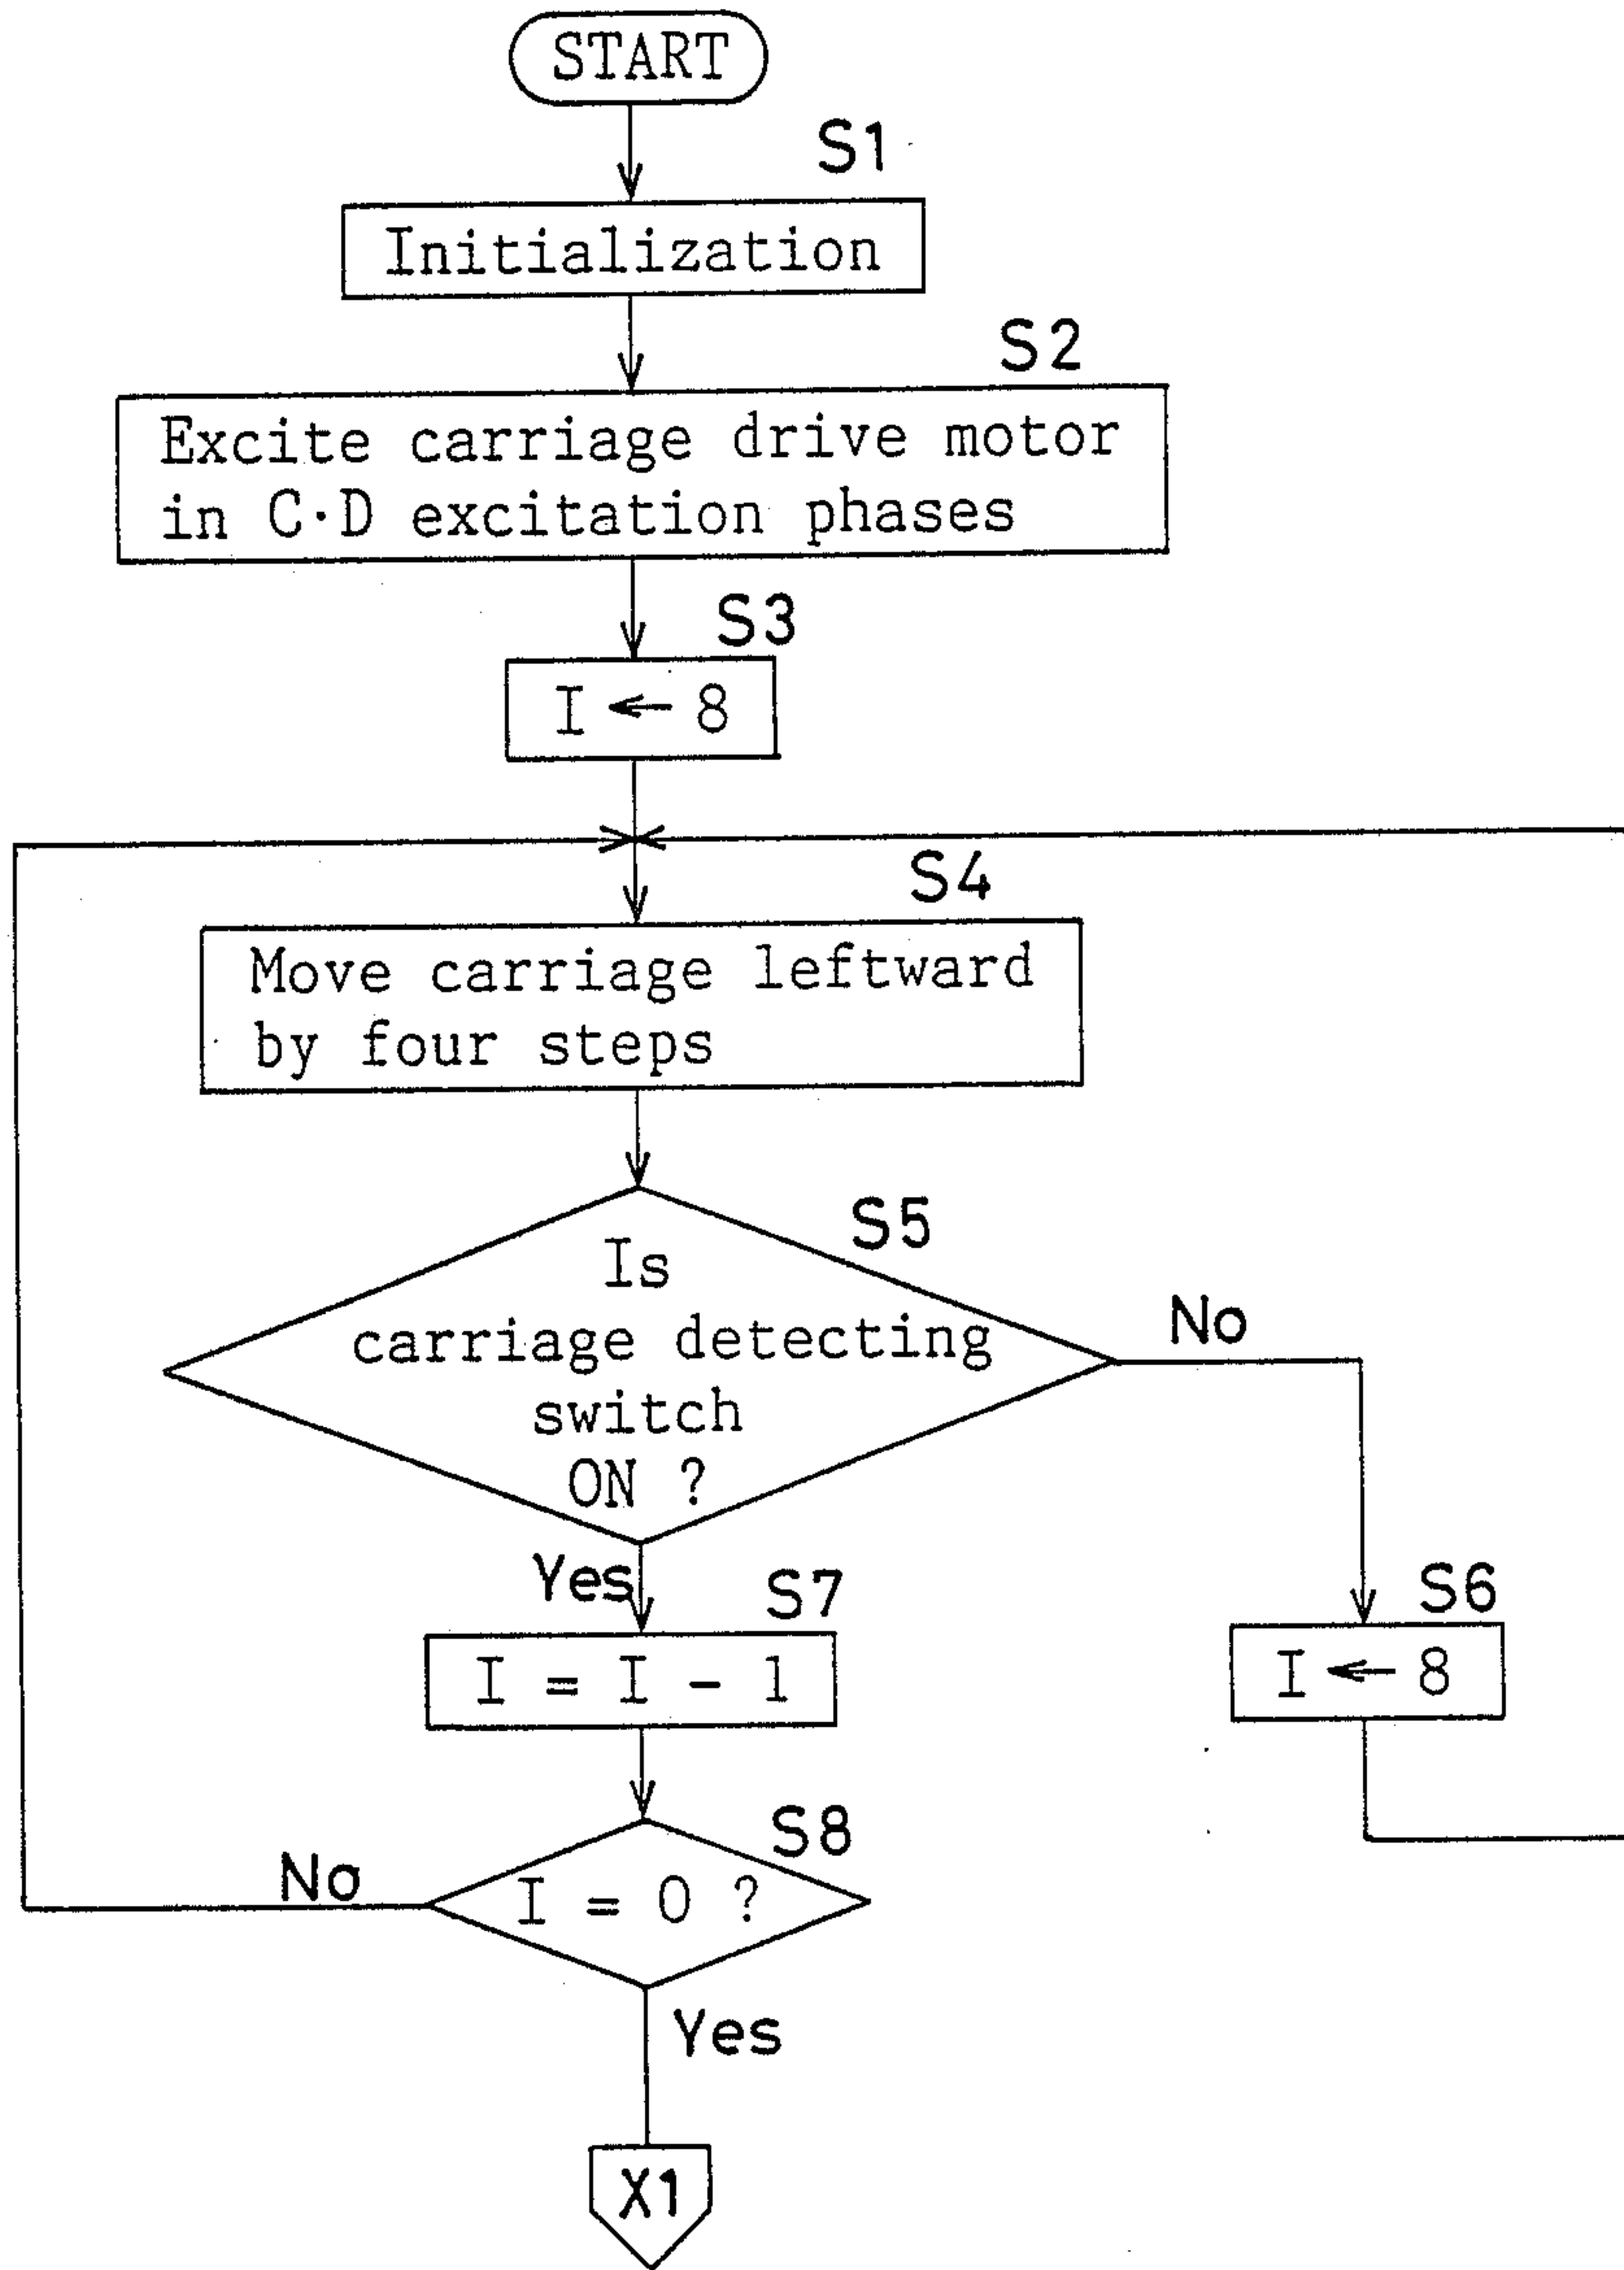 START
S1
Initialization
S2
Excite carriage drive motor
in C·D excitation phases
S3
I ← 8
S4
Move carriage leftward
by four steps
S5
Is
carriage detecting
switch
ON ?
No
Yes
S7
I = I - 1
S6
I ← 8
S8
No
I = 0 ?
Yes
X1